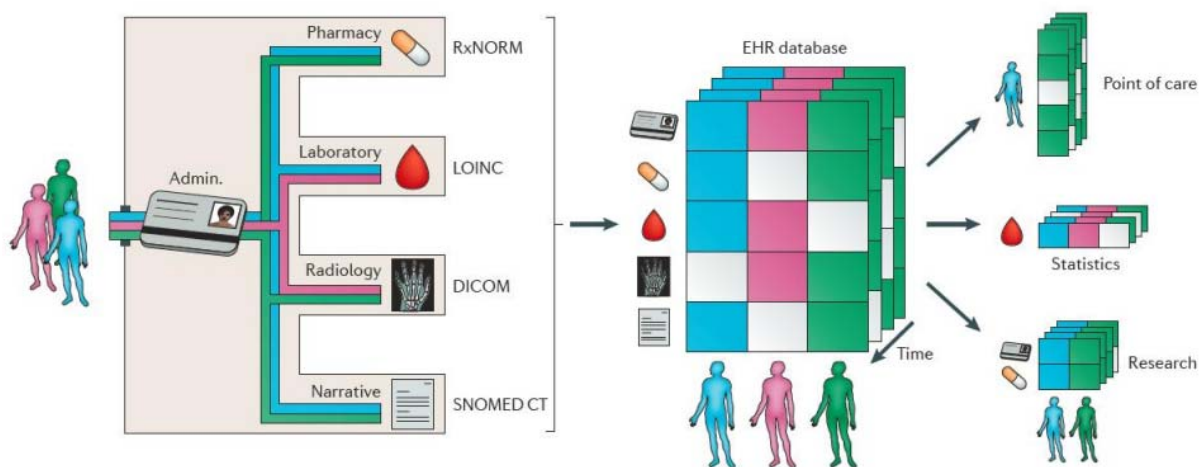 Pharmacy
RxNORM
Laboratory
LOINC
Admin.
Radiology
DICOM
Narrative
SNOMED CT
EHR database
Time
Point of care
Statistics
Research